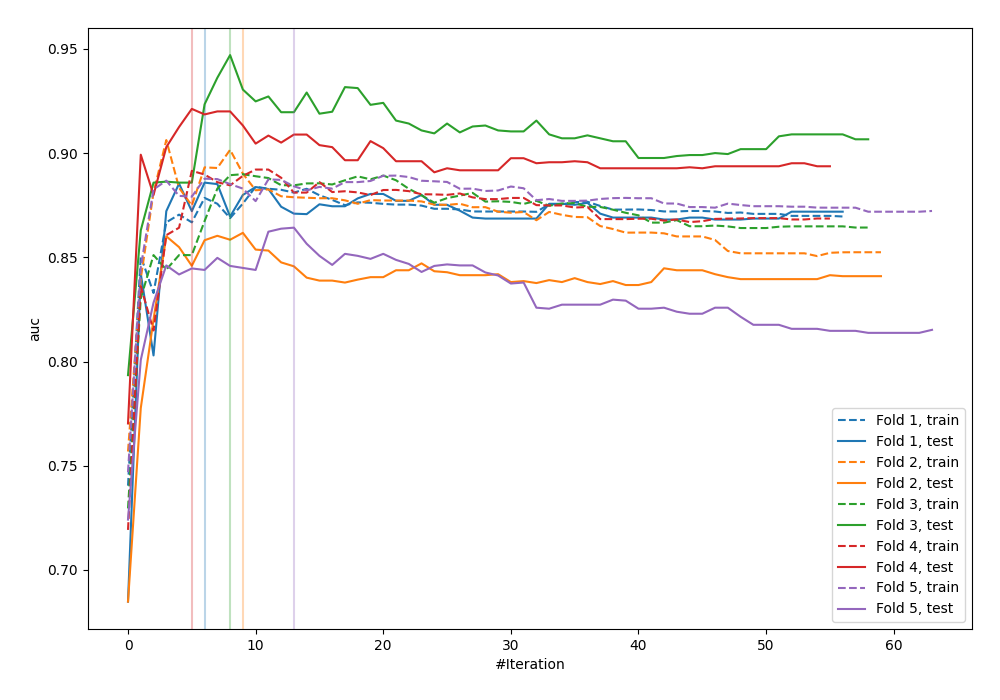 0.95
0.90
0.85
0.80
0.75
0.70
auc
0 10 20 30 40 50 60
#Iteration
Fold 1, train
Fold 1, test
Fold 2, train
Fold 2, test
Fold 3, train
Fold 3, test
Fold 4, train
Fold 4, test
Fold 5, train
Fold 5, test